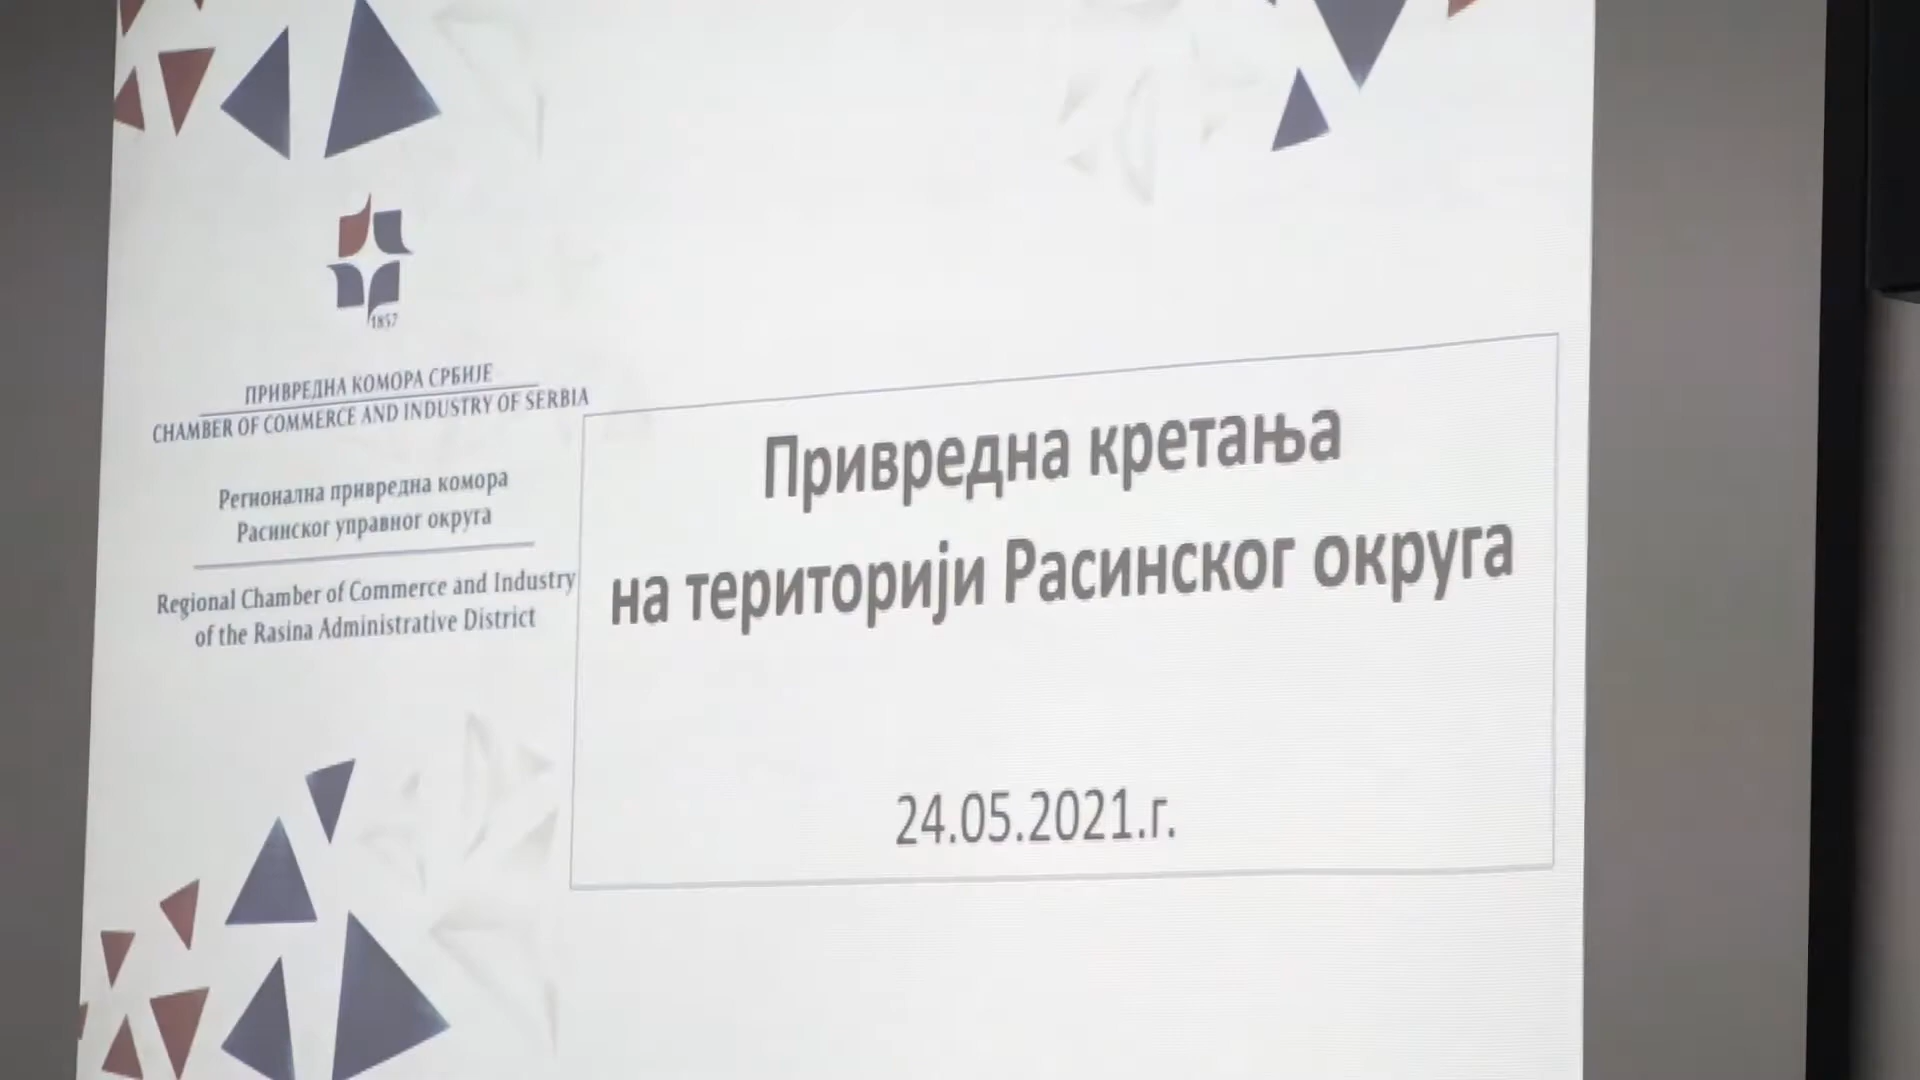 1857
ПРИВРЕДНА КОМОРА СРБИЈЕ
CHAMBER OF COMMERCE AND INDUSTRY OF SERBIA
Регионална привредна комора
Расинског управног округа
Regional Chamber of Commerce and Industry
of the Rasina Administrative District
Привредна кретања
на територији Расинског округа
24.05.2021.г.